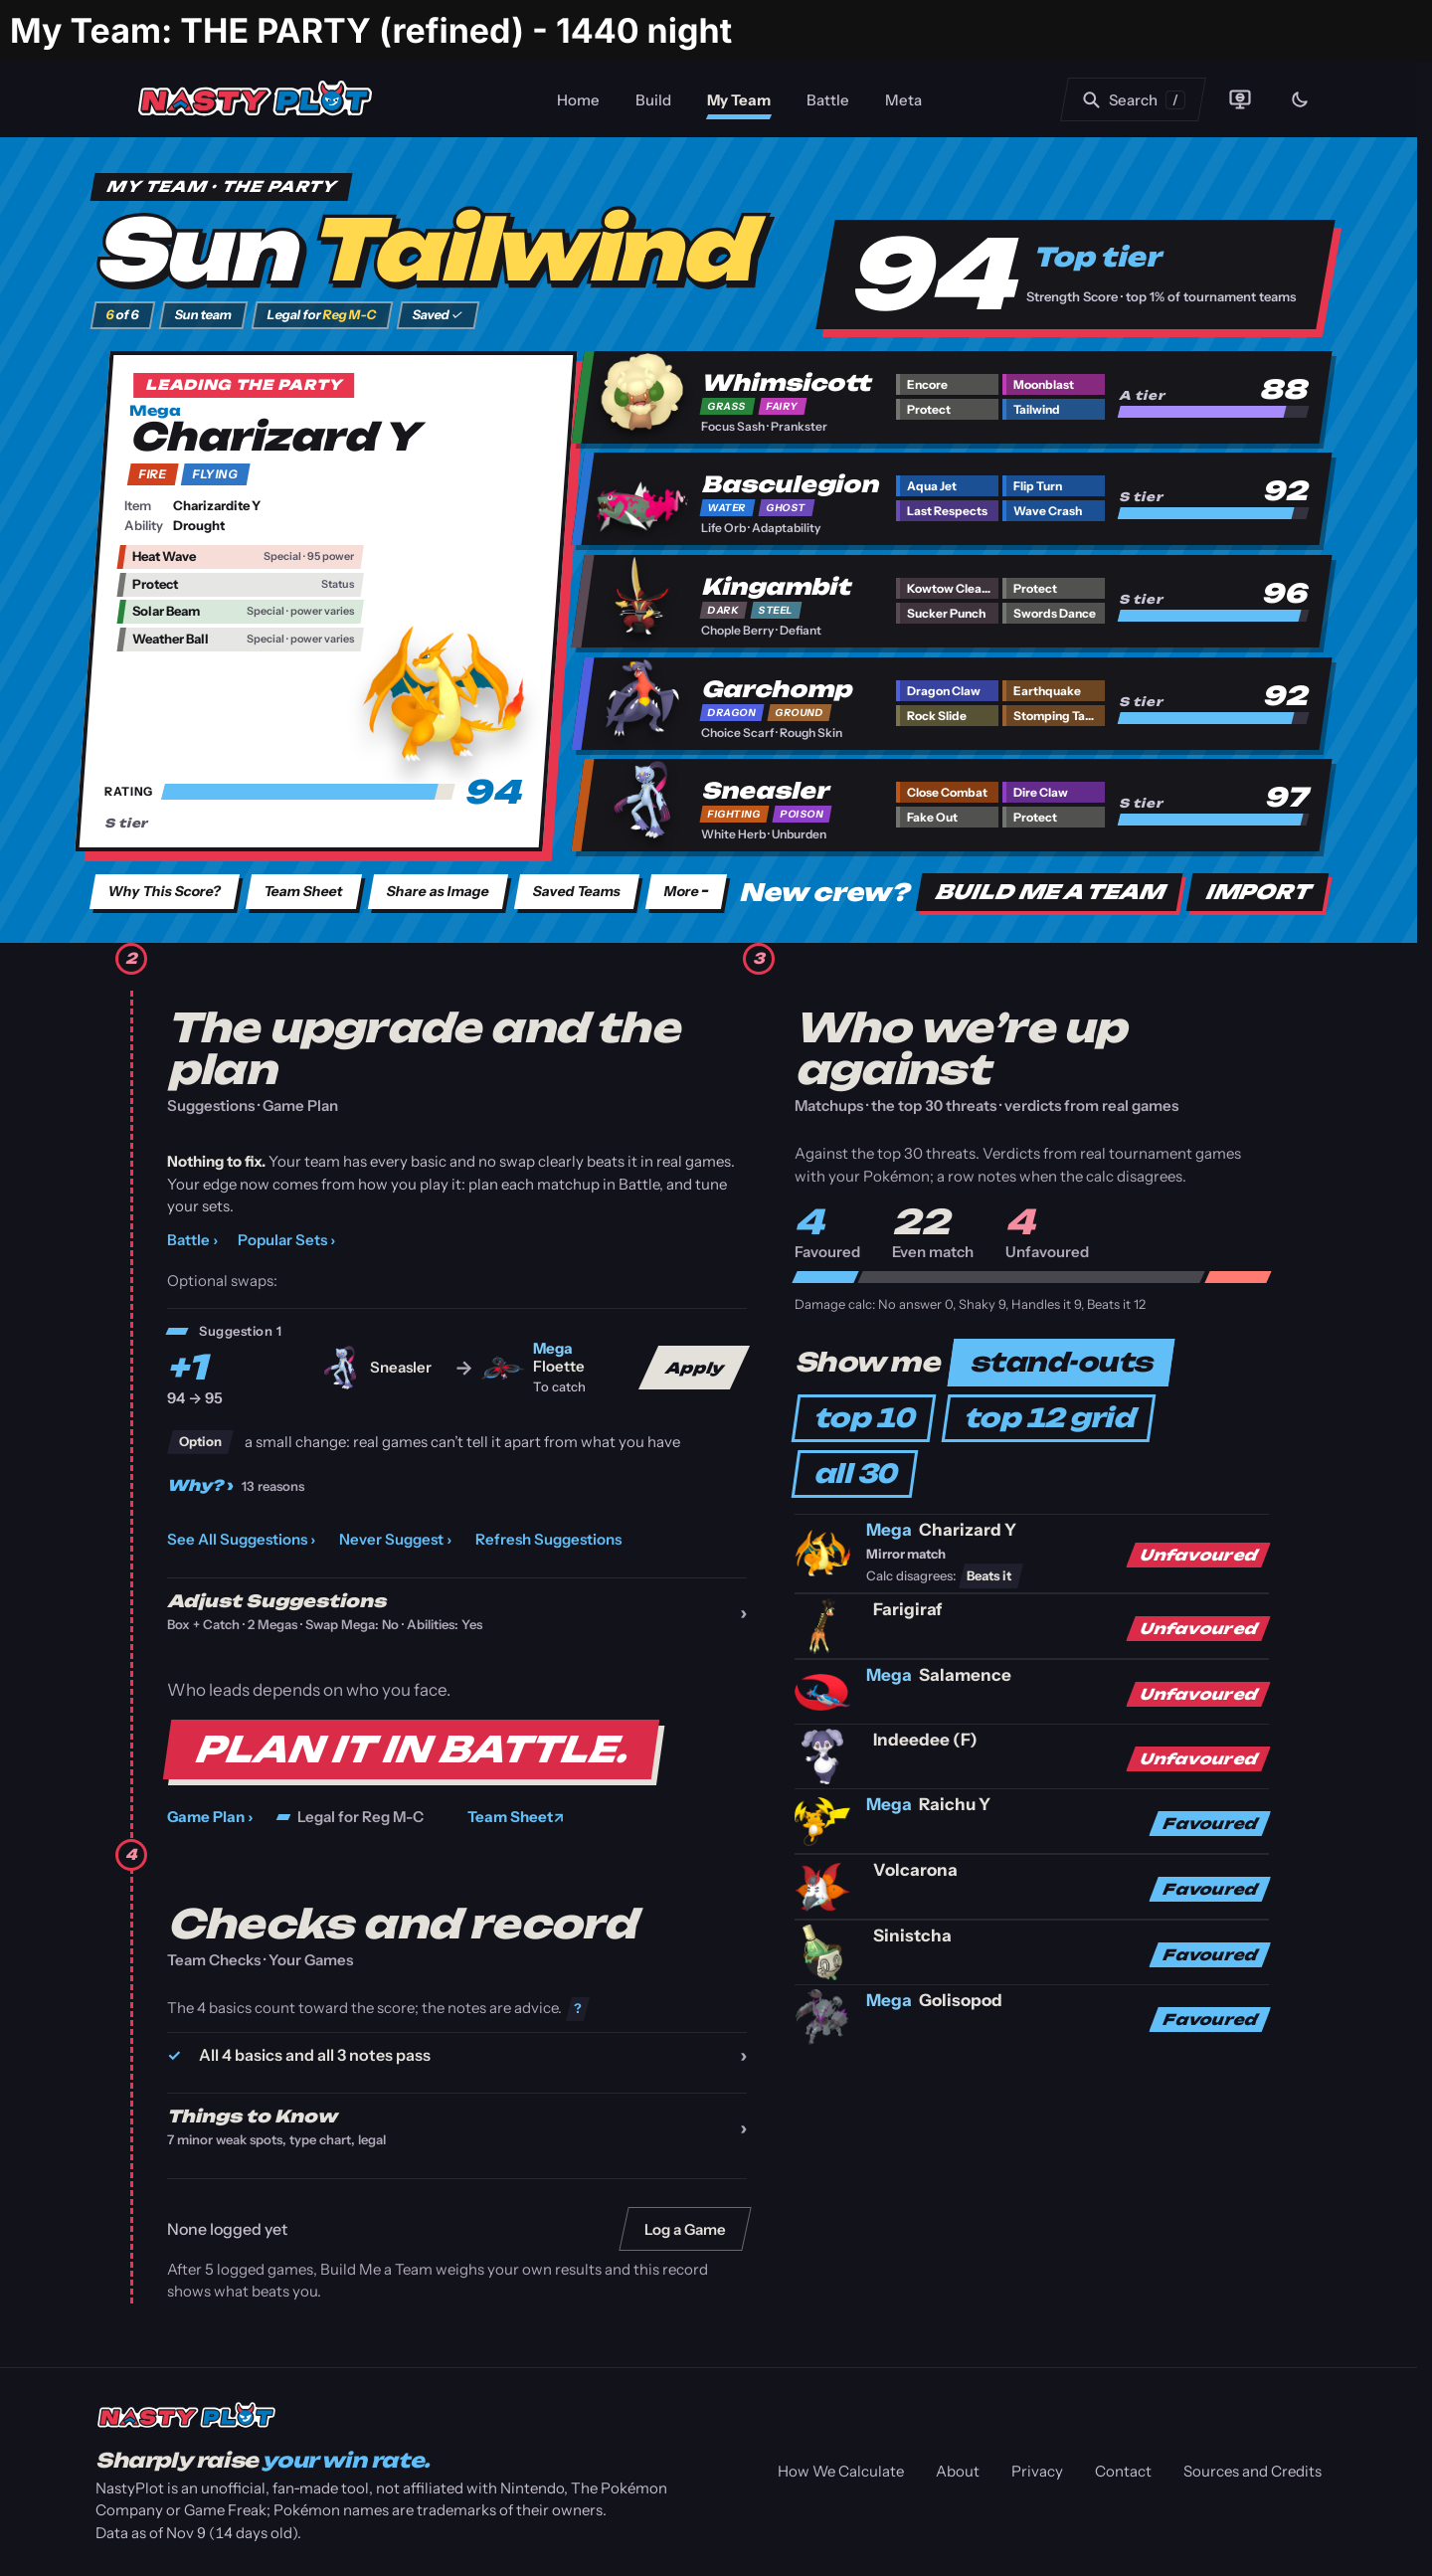 My Team: THE PARTY (refined) - 1440 night
NASTY PLOT
Home Build My Team Battle Meta
Search /
MY TEAM · THE PARTY
Sun Tailwind
6 of 6 Sun team Legal for Reg M-C Saved ✓
94 Top tier
Strength Score · top 1% of tournament teams
LEADING THE PARTY
Mega
Charizard Y
FIRE FLYING
Item Charizardite Y
Ability Drought
Heat Wave Special · 95 power
Protect Status
Solar Beam Special · power varies
Weather Ball Special · power varies
RATING 94
S tier
Whimsicott
GRASS FAIRY
Focus Sash · Prankster
Encore Moonblast
Protect Tailwind
A tier 88
Basculegion
WATER GHOST
Life Orb · Adaptability
Aqua Jet Flip Turn
Last Respects Wave Crash
S tier 92
Kingambit
DARK STEEL
Chople Berry · Defiant
Kowtow Clea... Protect
Sucker Punch Swords Dance
S tier 96
Garchomp
DRAGON GROUND
Choice Scarf · Rough Skin
Dragon Claw Earthquake
Rock Slide Stomping Ta...
S tier 92
Sneasler
FIGHTING POISON
White Herb · Unburden
Close Combat Dire Claw
Fake Out Protect
S tier 97
Why This Score? Team Sheet Share as Image Saved Teams More New crew? BUILD ME A TEAM IMPORT
2
The upgrade and the
plan
Suggestions · Game Plan
Nothing to fix. Your team has every basic and no swap clearly beats it in real games.
Your edge now comes from how you play it: plan each matchup in Battle, and tune
your sets.
Battle › Popular Sets ›
Optional swaps:
Suggestion 1
+1
94 → 95
Sneasler → Mega
Floette
To catch
Apply
Option a small change: real games can't tell it apart from what you have
Why? › 13 reasons
See All Suggestions › Never Suggest › Refresh Suggestions
Adjust Suggestions
Box + Catch · 2 Megas · Swap Mega: No · Abilities: Yes ›
Who leads depends on who you face.
PLAN IT IN BATTLE.
Game Plan › Legal for Reg M-C Team Sheet↗
3
Who we're up
against
Matchups · the top 30 threats · verdicts from real games
Against the top 30 threats. Verdicts from real tournament games
with your Pokémon; a row notes when the calc disagrees.
4 22 4
Favoured Even match Unfavoured
Damage calc: No answer 0, Shaky 9, Handles it 9, Beats it 12
Show me stand-outs
top 10 top 12 grid
all 30
Mega Charizard Y
Mirror match
Calc disagrees: Beats it
Unfavoured
Farigiraf Unfavoured
Mega Salamence Unfavoured
Indeedee (F) Unfavoured
Mega Raichu Y Favoured
Volcarona Favoured
Sinistcha Favoured
Mega Golisopod Favoured
4
Checks and record
Team Checks · Your Games
The 4 basics count toward the score; the notes are advice. ?
✓ All 4 basics and all 3 notes pass ›
Things to Know
7 minor weak spots, type chart, legal ›
None logged yet Log a Game
After 5 logged games, Build Me a Team weighs your own results and this record
shows what beats you.
NASTY PLOT
Sharply raise your win rate.
NastyPlot is an unofficial, fan-made tool, not affiliated with Nintendo, The Pokémon
Company or Game Freak; Pokémon names are trademarks of their owners.
Data as of Nov 9 (14 days old).
How We Calculate About Privacy Contact Sources and Credits